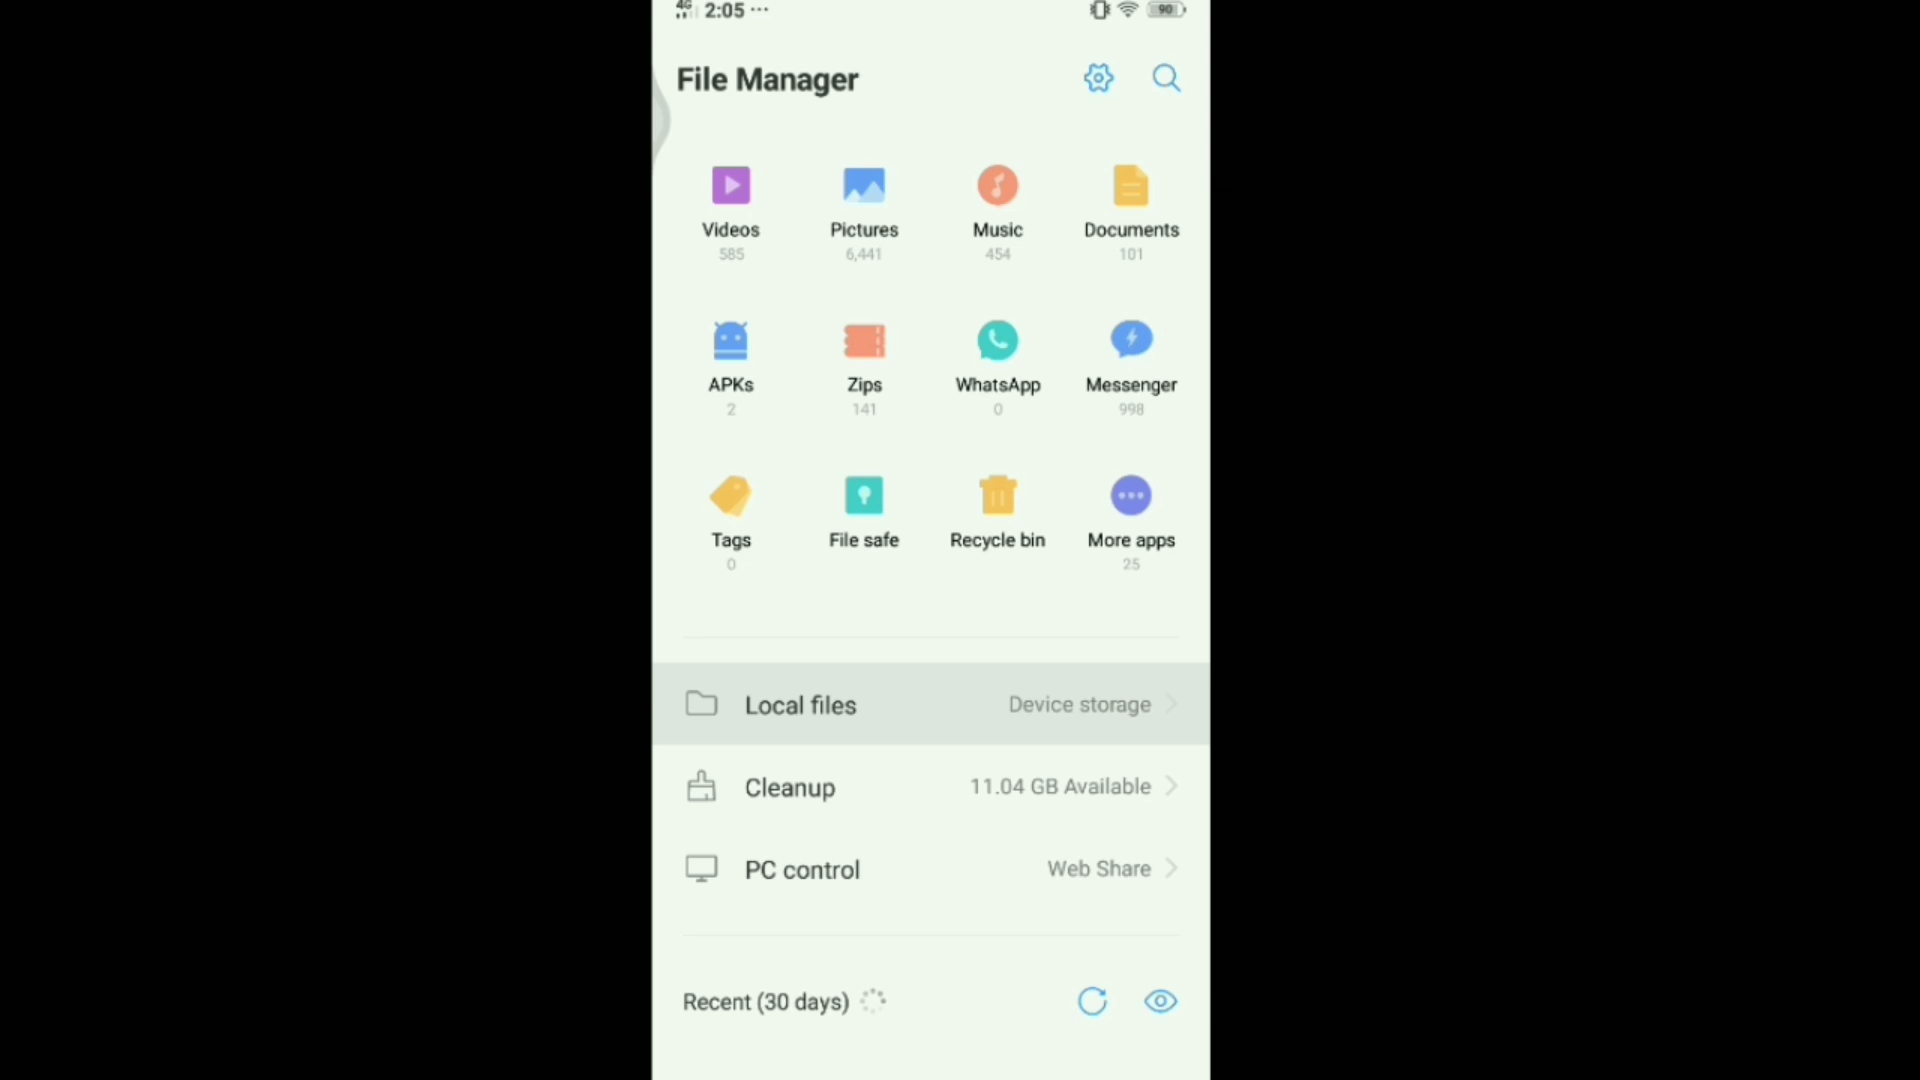 4G 2:05 ...
90
File Manager
Videos Pictures Music Documents
585 6,441 454 101
APKs Zips WhatsApp Messenger
2 141 0 998
Tags File safe Recycle bin More apps
0 25
Local files Device storage
Cleanup 11.04 GB Available
PC control Web Share
Recent (30 days)